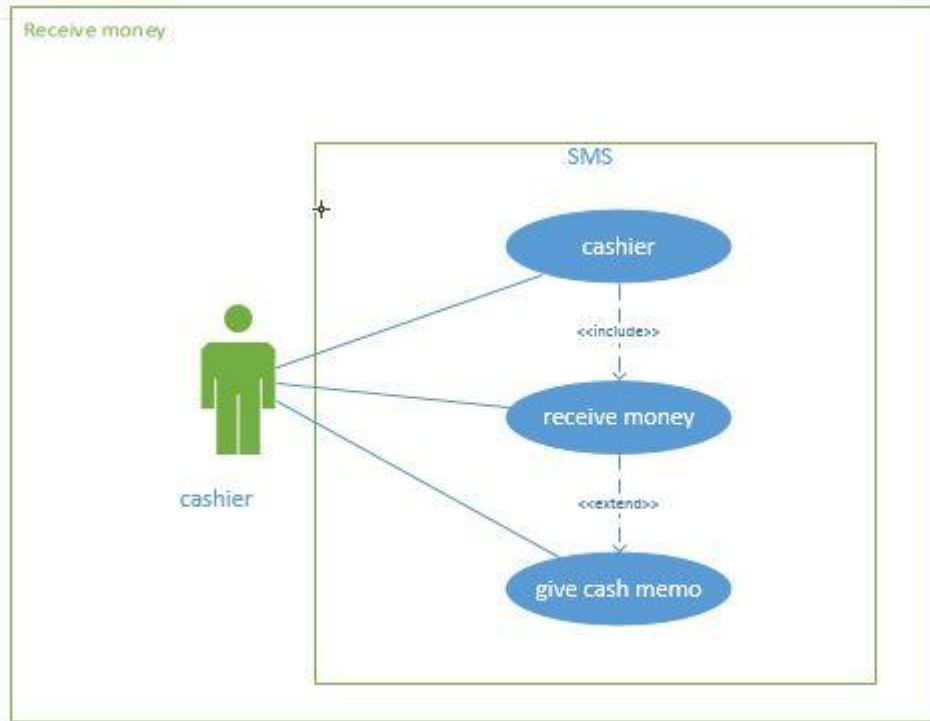 Receive money
SMS
cashier
<<include>>
receive money
<<extend>>
cashier
give cash memo